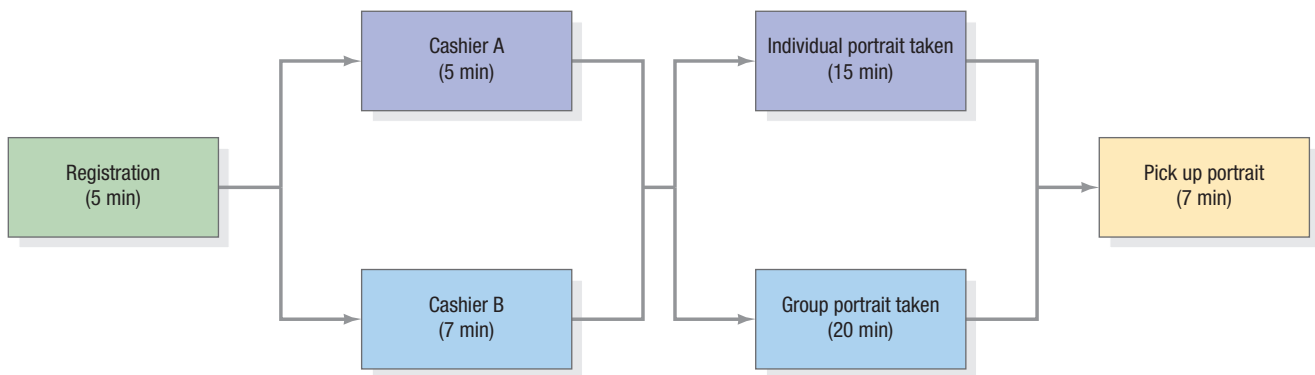 Registration
(5 min)
Cashier A
(5 min)
Cashier B
(7 min)
Individual portrait taken
(15 min)
Group portrait taken
(20 min)
Pick up portrait
(7 min)